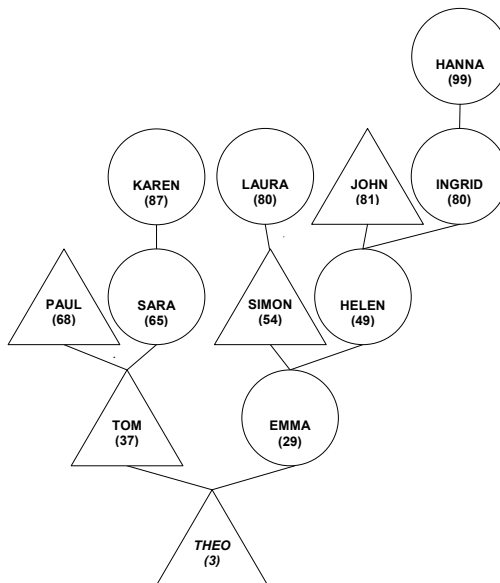 HANNA
(99)
KAREN
(87)
LAURA
(80)
JOHN
(81)
INGRID
(80)
PAUL
(68)
SARA
(65)
SIMON
(54)
HELEN
(49)
TOM
(37)
EMMA
(29)
THEO
(3)